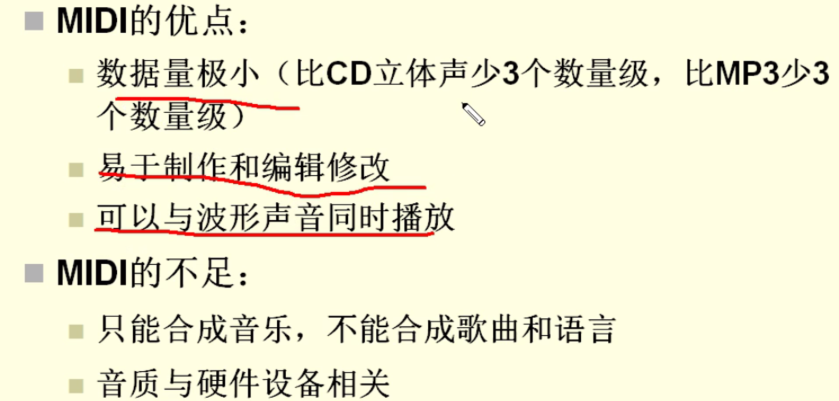 MIDI的优点：
数据量极小（比CD立体声少3个数量级，比MP3少3
个数量级）
易于制作和编辑修改
可以与波形声音同时播放
MIDI的不足：
只能合成音乐，不能合成歌曲和语言
音质与硬件设备相关